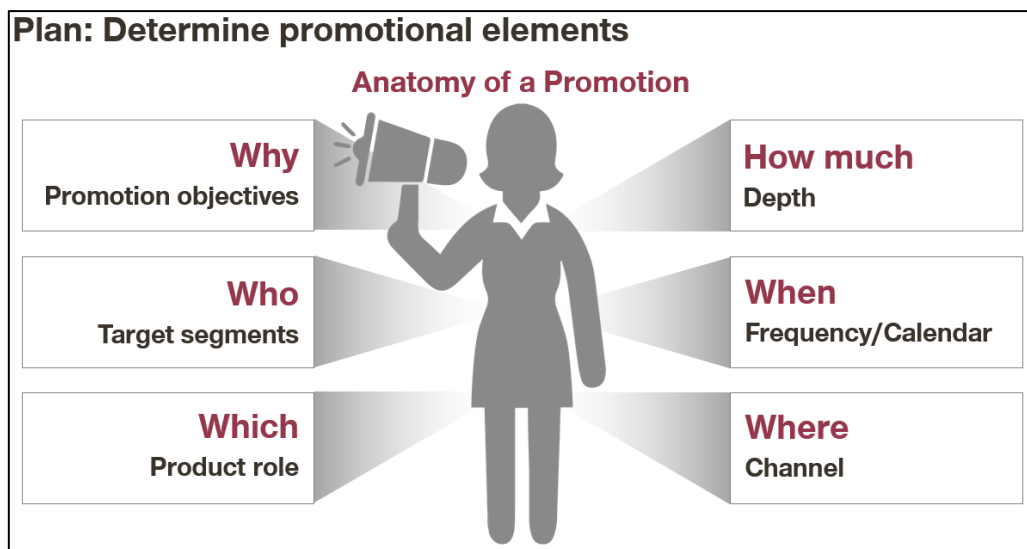 Plan: Determine promotional elements
Anatomy of a Promotion
Why
Promotion objectives
Who
Target segments
Which
Product role
How much
Depth
When
Frequency/Calendar
Where
Channel